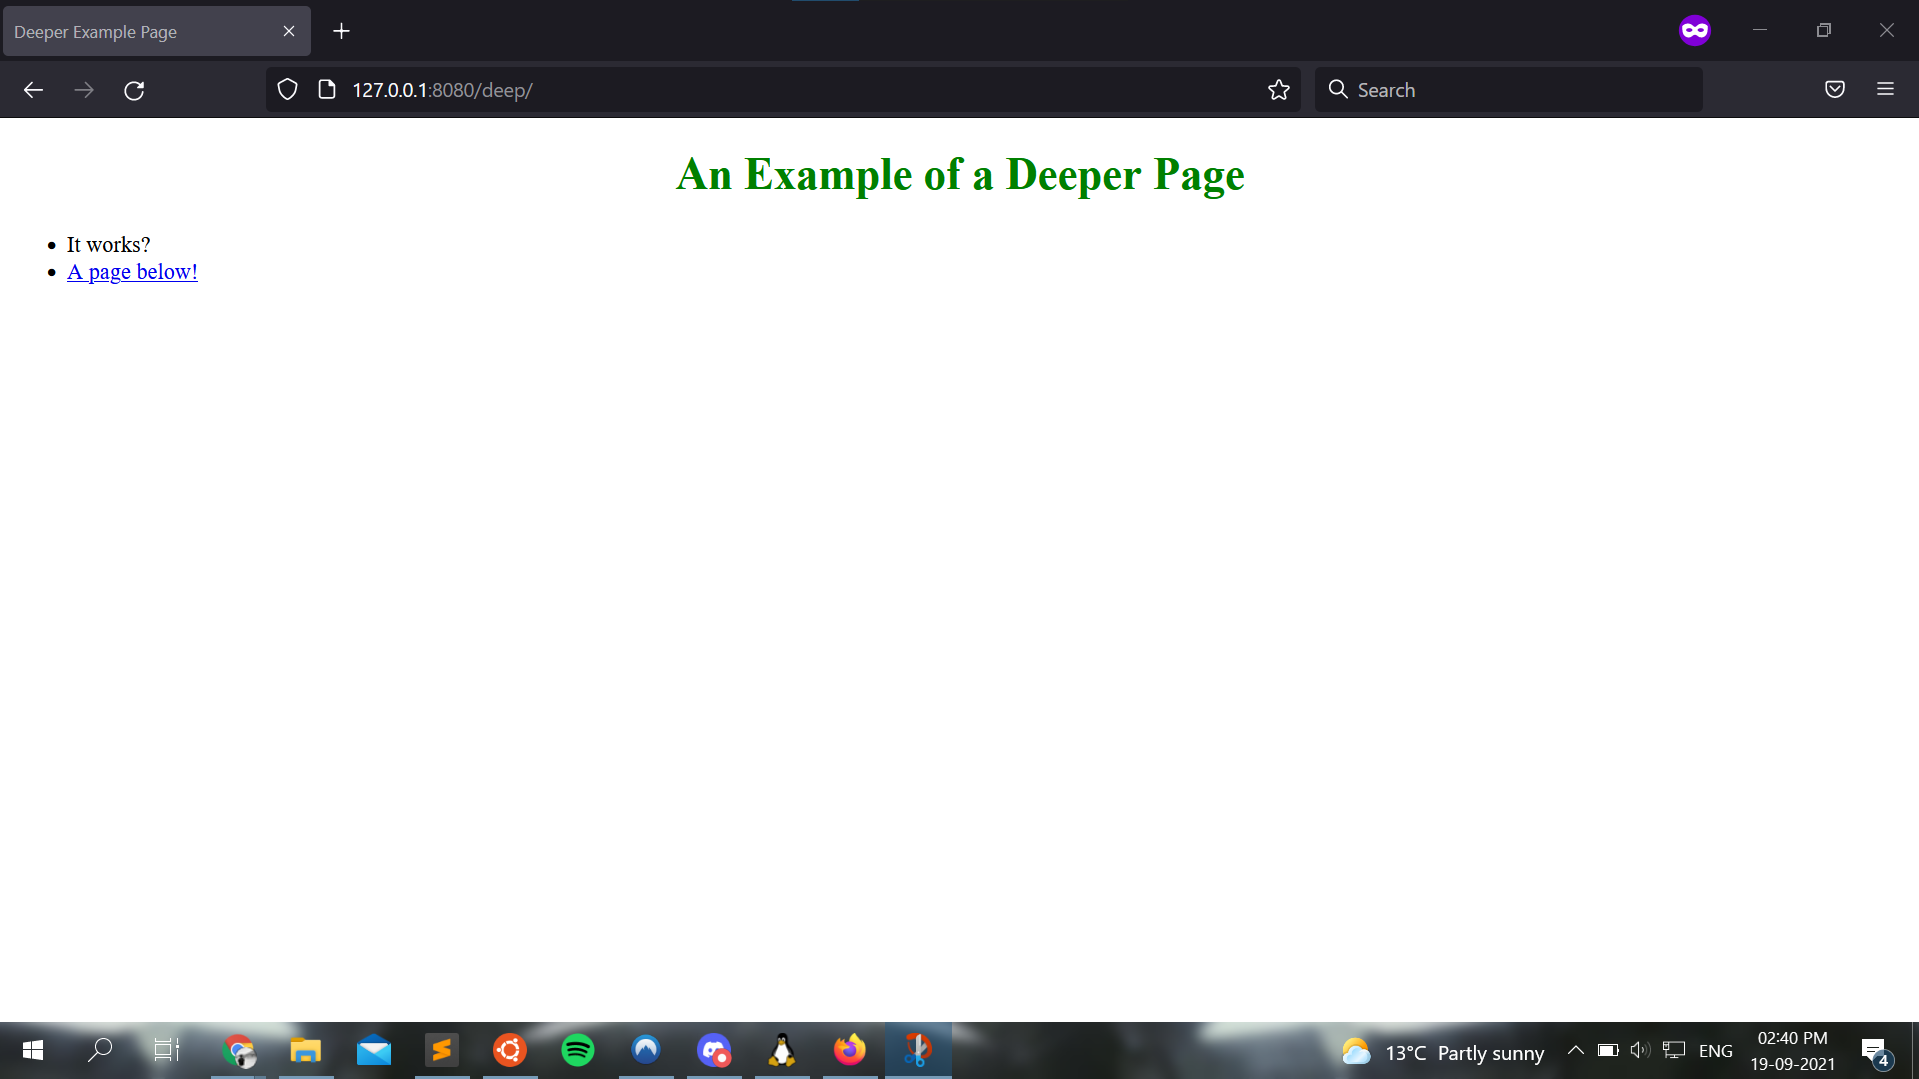 Deeper Example Page
127.0.0.1:8080/deep/
Search
An Example of a Deeper Page
It works?
A page below!
13°C Partly sunny
ENG
02:40 PM
19-09-2021
4